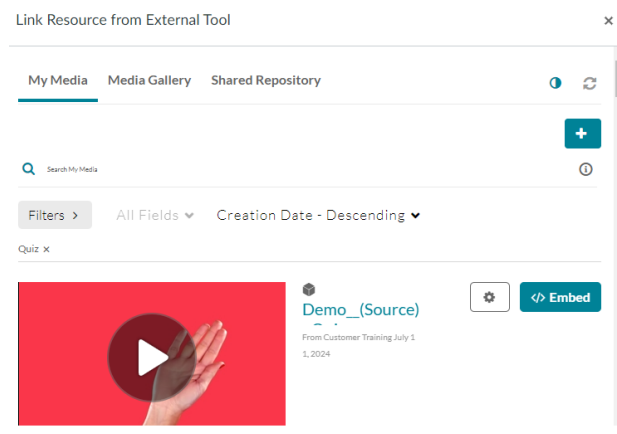 Link Resource from External Tool ×
My Media Media Gallery Shared Repository
+
Search My Media
Filters > All Fields Creation Date - Descending
Quiz ×
Demo__(Source)
</> Embed
From Customer Training July 1
1, 2024